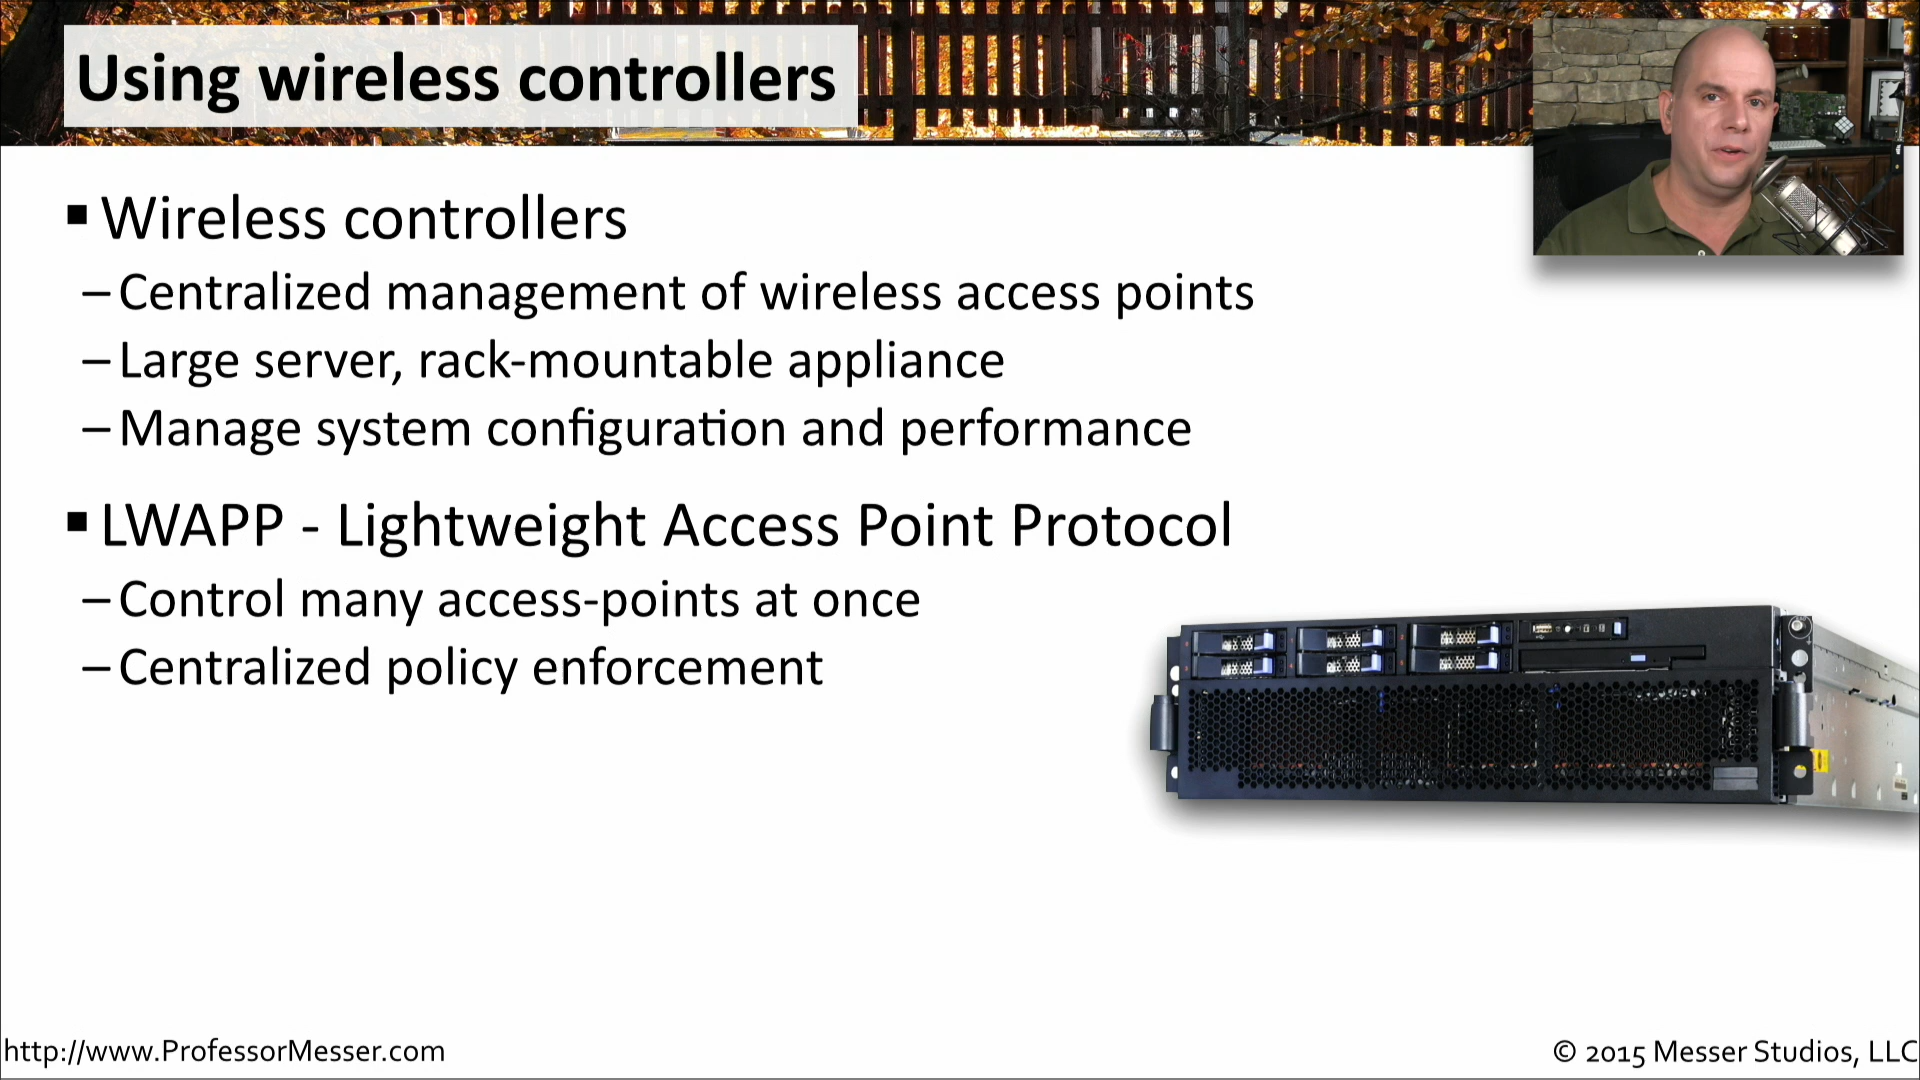 Using wireless controllers
▪ Wireless controllers
– Centralized management of wireless access points
– Large server, rack-mountable appliance
– Manage system configuration and performance
▪ LWAPP - Lightweight Access Point Protocol
– Control many access-points at once
– Centralized policy enforcement
http://www.ProfessorMesser.com
© 2015 Messer Studios, LLC